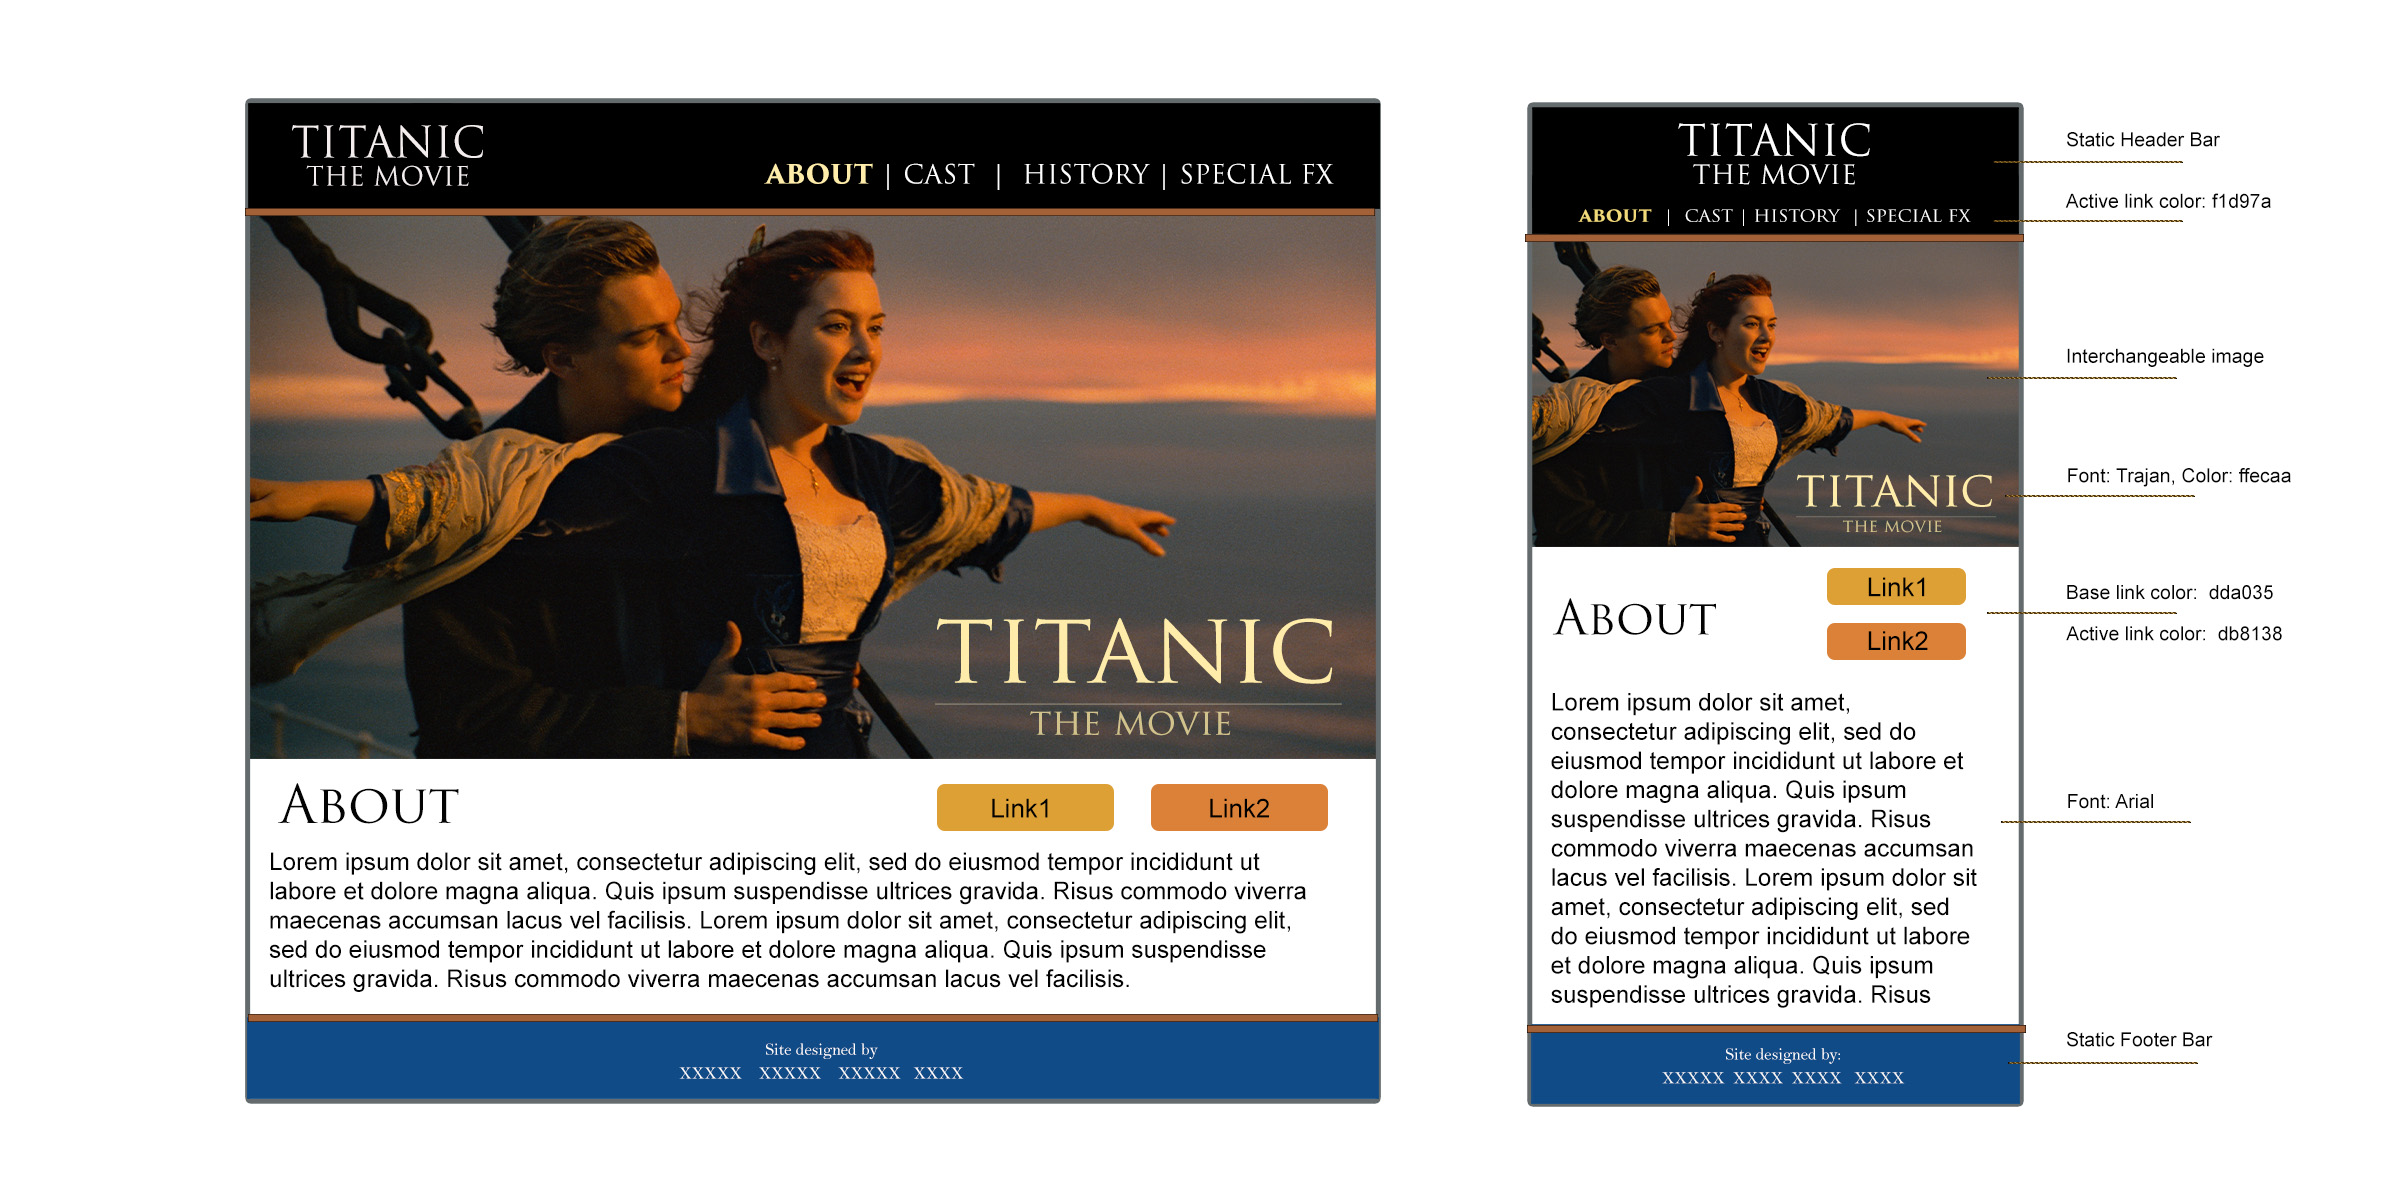 TITANIC
THE MOVIE
ABOUT | CAST | HISTORY | SPECIAL FX
TITANIC
THE MOVIE
ABOUT
Link1
Link2
Lorem ipsum dolor sit amet, consectetur adipiscing elit, sed do eiusmod tempor incididunt ut
labore et dolore magna aliqua. Quis ipsum suspendisse ultrices gravida. Risus commodo viverra
maecenas accumsan lacus vel facilisis. Lorem ipsum dolor sit amet, consectetur adipiscing elit,
sed do eiusmod tempor incididunt ut labore et dolore magna aliqua. Quis ipsum suspendisse
ultrices gravida. Risus commodo viverra maecenas accumsan lacus vel facilisis.
Site designed by
XXXXX XXXXX XXXXX XXXX
TITANIC
THE MOVIE
ABOUT | CAST | HISTORY | SPECIAL FX
TITANIC
THE MOVIE
ABOUT
Link1
Link2
Lorem ipsum dolor sit amet,
consectetur adipiscing elit, sed do
eiusmod tempor incididunt ut labore et
dolore magna aliqua. Quis ipsum
suspendisse ultrices gravida. Risus
commodo viverra maecenas accumsan
lacus vel facilisis. Lorem ipsum dolor sit
amet, consectetur adipiscing elit, sed
do eiusmod tempor incididunt ut labore
et dolore magna aliqua. Quis ipsum
suspendisse ultrices gravida. Risus
Site designed by:
XXXXX XXXX XXXX XXXX
Static Header Bar
Active link color: f1d97a
Interchangeable image
Font: Trajan, Color: ffecaa
Base link color: dda035
Active link color: db8138
Font: Arial
Static Footer Bar